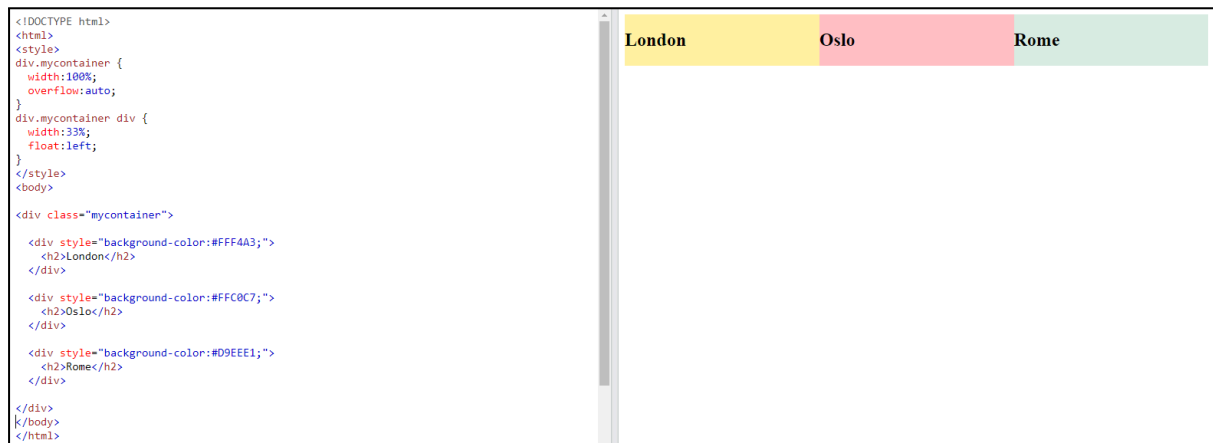 <!DOCTYPE html>
<html>
<style>
div.mycontainer {
  width:100%;
  overflow:auto;
}
div.mycontainer div {
  width:33%;
  float:left;
}
</style>
<body>

<div class="mycontainer">

  <div style="background-color:#FFF4A3;">
    <h2>London</h2>
  </div>

  <div style="background-color:#FFC0C7;">
    <h2>Oslo</h2>
  </div>

  <div style="background-color:#D9EEE1;">
    <h2>Rome</h2>
  </div>

</div>
</body>
</html>
London Oslo Rome